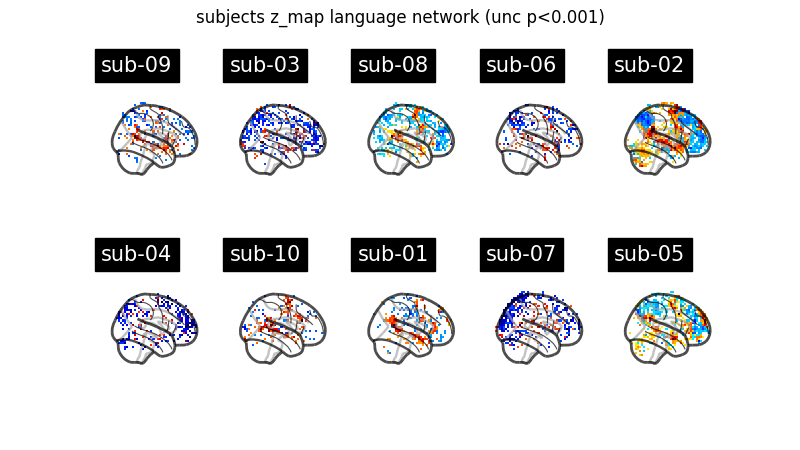 subjects z_map language network (unc p<0.001)
sub-09 sub-03 sub-08 sub-06 sub-02
sub-04 sub-10 sub-01 sub-07 sub-05